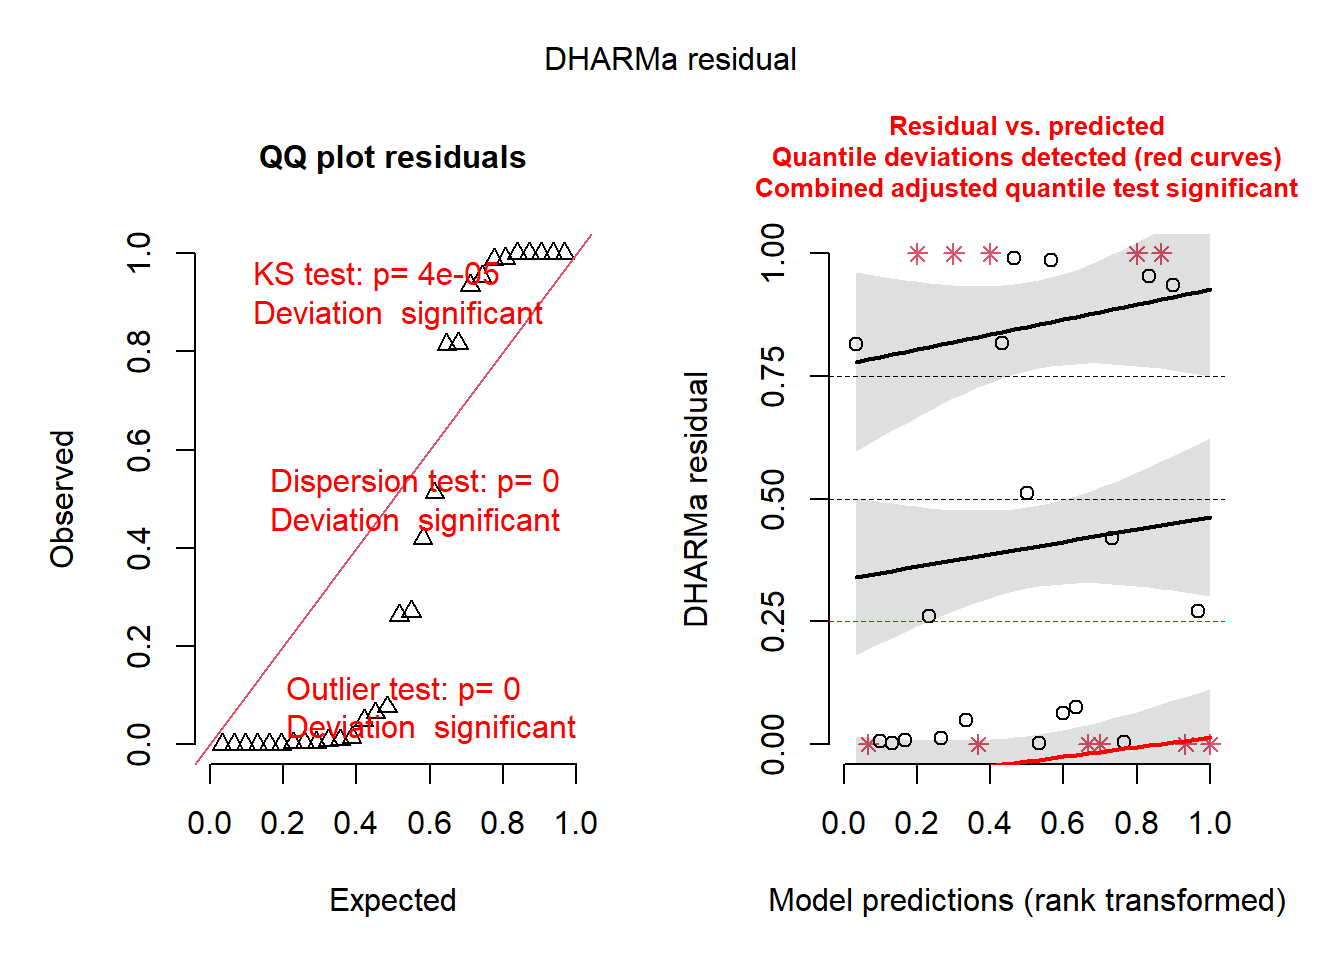 DHARMa residual
QQ plot residuals
KS test: p= 4e-05
Deviation  significant
Dispersion test: p= 0
Deviation  significant
Outlier test: p= 0
Deviation  significant
Observed
0.0 0.2 0.4 0.6 0.8 1.0
0.0 0.2 0.4 0.6 0.8 1.0
Expected
Residual vs. predicted
Quantile deviations detected (red curves)
Combined adjusted quantile test significant
DHARMa residual
0.00 0.25 0.50 0.75 1.00
0.0 0.2 0.4 0.6 0.8 1.0
Model predictions (rank transformed)